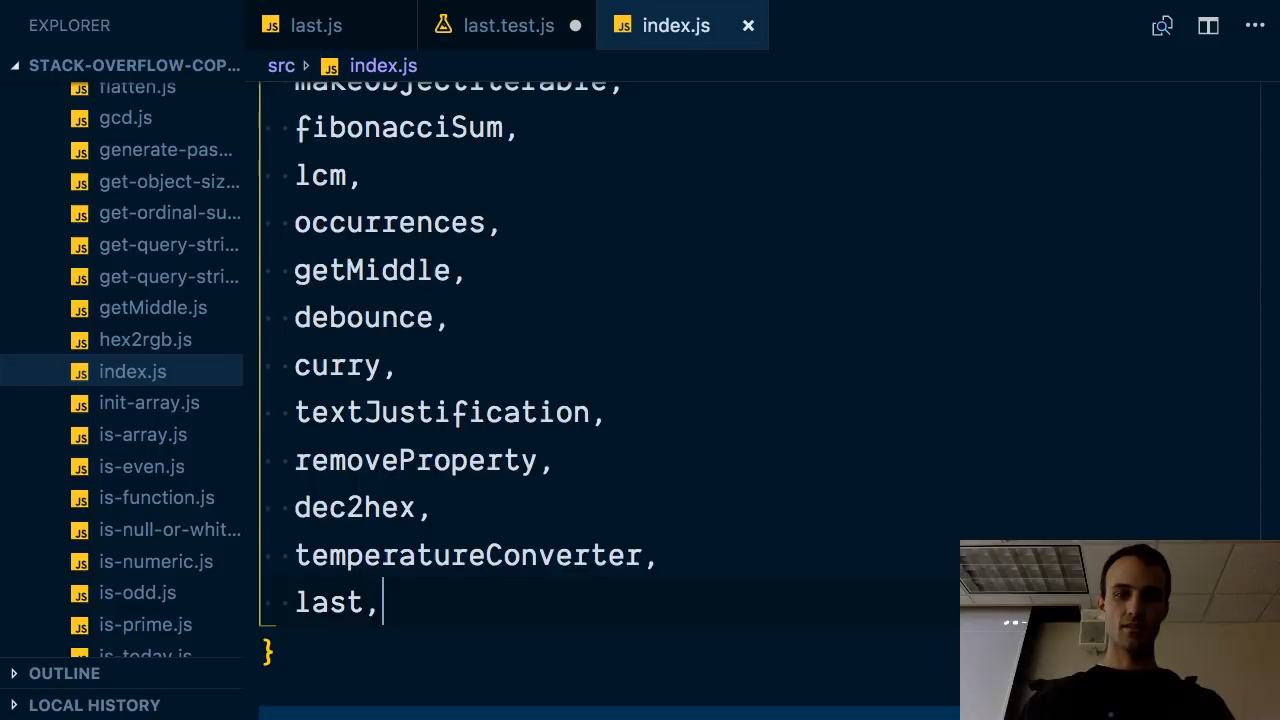 EXPLORER
last.js
last.test.js
index.js
STACK-OVERFLOW-COP...
src
index.js
flatten.js
gcd.js
generate-pas...
get-object-siz...
get-ordinal-su...
get-query-stri...
get-query-stri...
getMiddle.js
hex2rgb.js
index.js
init-array.js
is-array.js
is-even.js
is-function.js
is-null-or-whit...
is-numeric.js
is-odd.js
is-prime.js
is-today.js
OUTLINE
LOCAL HISTORY
makeObjectIterable,
fibonacciSum,
lcm,
occurrences,
getMiddle,
debounce,
curry,
textJustification,
removeProperty,
dec2hex,
temperatureConverter,
last,
}